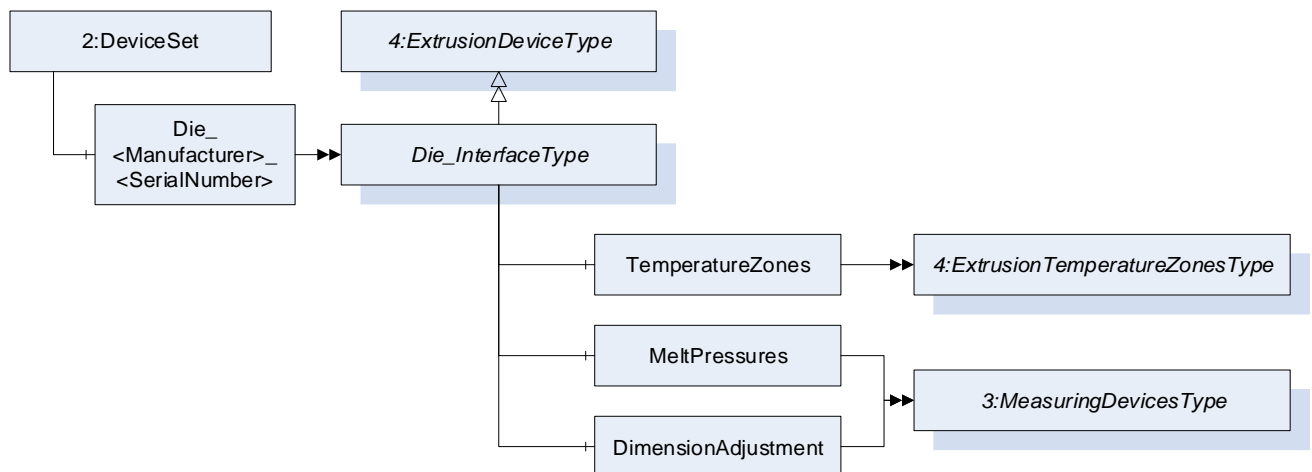 2:DeviceSet
4:ExtrusionDeviceType
Die_
<Manufacturer>_
<SerialNumber>
Die_InterfaceType
TemperatureZones
4:ExtrusionTemperatureZonesType
MeltPressures
3:MeasuringDevicesType
DimensionAdjustment